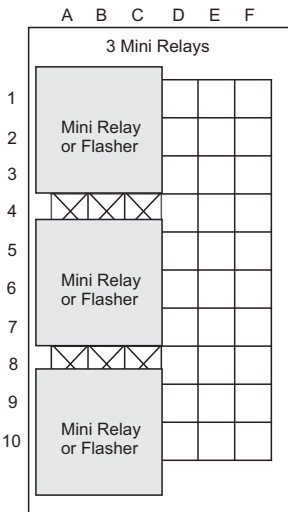 A B C D E F
3 Mini Relays
1
Mini Relay
2
or Flasher
3
4
5
Mini Relay
6
or Flasher
7
8
9
Mini Relay
10
or Flasher